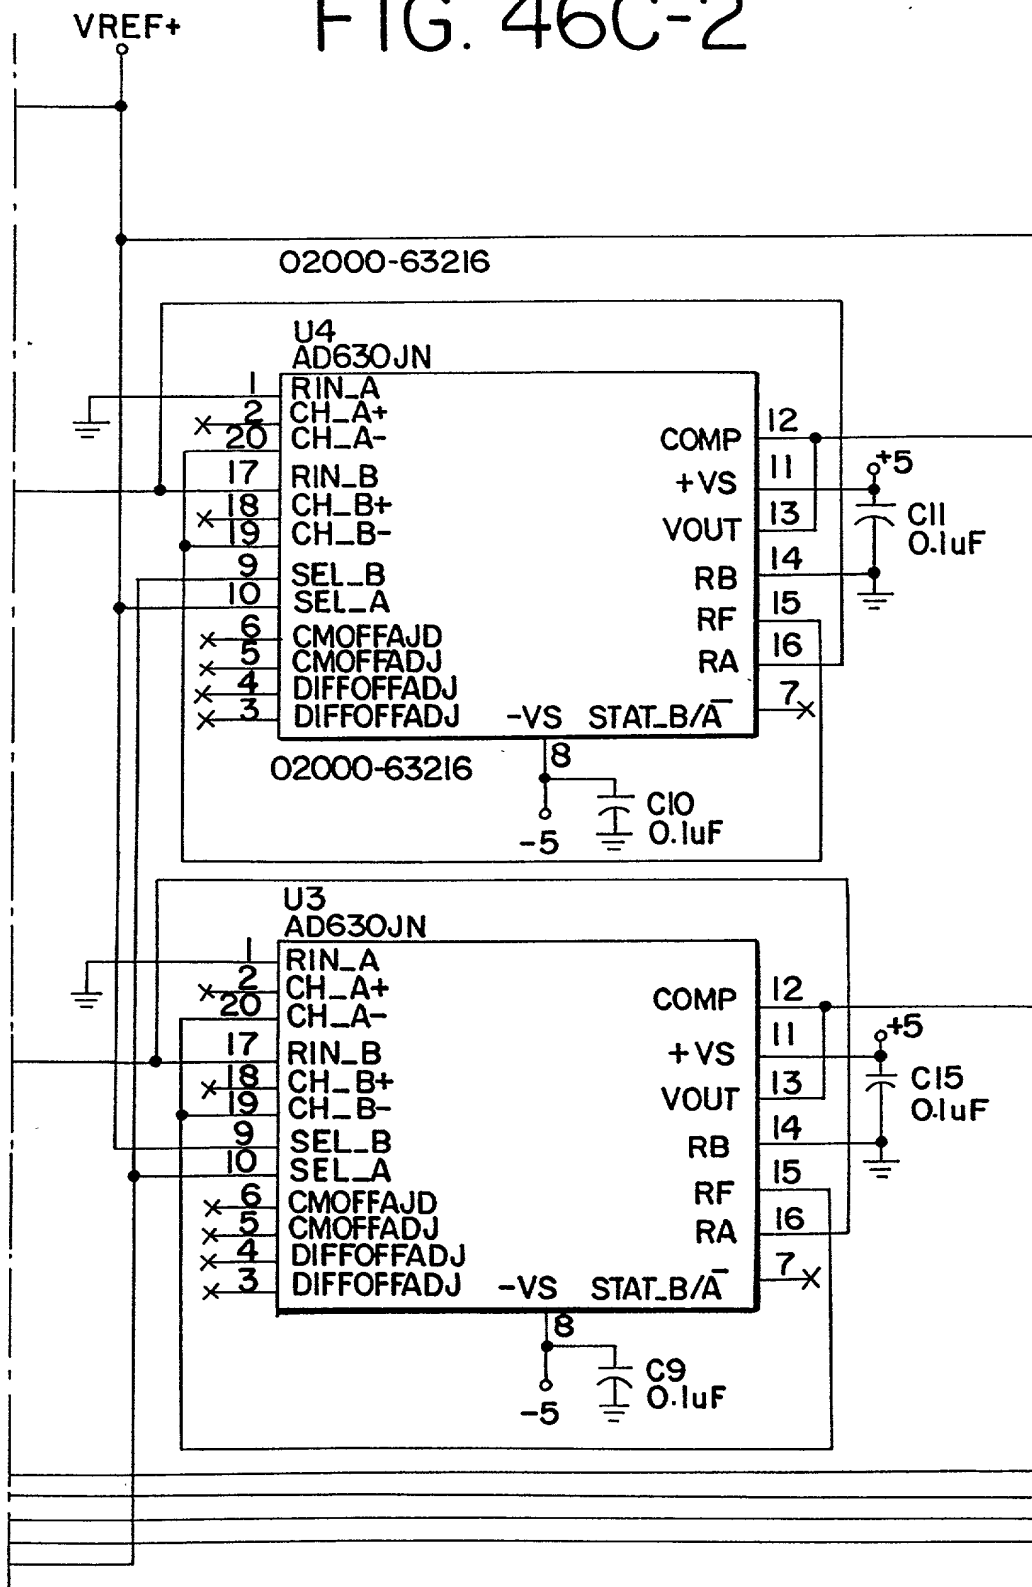 FIG. 46C-2
VREF+
02000-63216
U4
AD630JN
1 RIN_A
2 CH_A+
20 CH_A-
17 RIN_B
18 CH_B+
19 CH_B-
9 SEL_B
10 SEL_A
6 CMOFFAJD
5 CMOFFADJ
4 DIFFOFFADJ
3 DIFFOFFADJ
COMP 12
+VS 11
VOUT 13
RB 14
RF 15
RA 16
-VS
8
STAT_B/A̅ 7
+5
C11
0.1uF
02000-63216
-5
C10
0.1uF
U3
AD630JN
1 RIN_A
2 CH_A+
20 CH_A-
17 RIN_B
18 CH_B+
19 CH_B-
9 SEL_B
10 SEL_A
6 CMOFFAJD
5 CMOFFADJ
4 DIFFOFFADJ
3 DIFFOFFADJ
COMP 12
+VS 11
VOUT 13
RB 14
RF 15
RA 16
-VS
8
STAT_B/A̅ 7
+5
C15
0.1uF
-5
C9
0.1uF